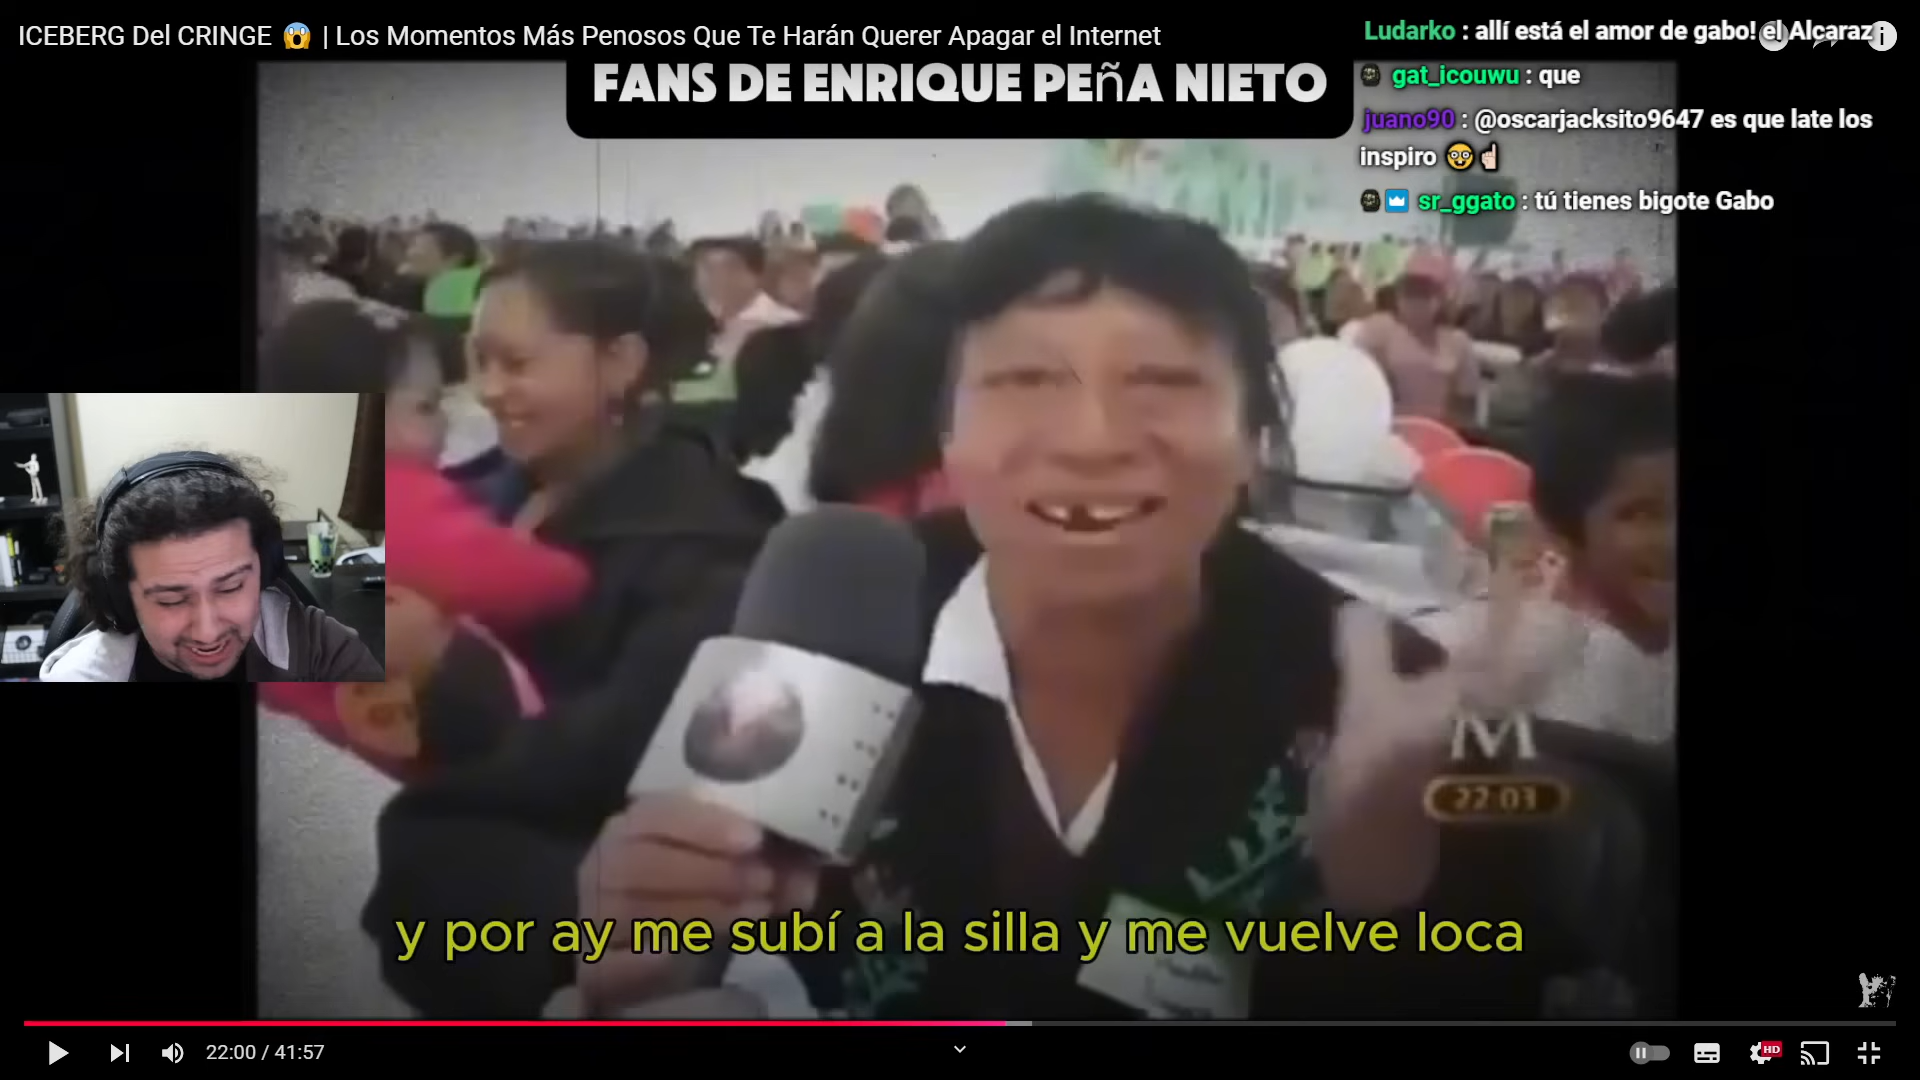 ICEBERG Del CRINGE 😱 | Los Momentos Más Penosos Que Te Harán Querer Apagar el Internet
FANS DE ENRIQUE PEñA NIETO
Ludarko : allí está el amor de gabo! el Alcaraz
gat_icouwu : que
juano90 : @oscarjacksito9647 es que late los
inspiro 🤓☝🏻
sr_ggato : tú tienes bigote Gabo
M
22:03
y por ay me subí a la silla y me vuelve loca
22:00 / 41:57
HD